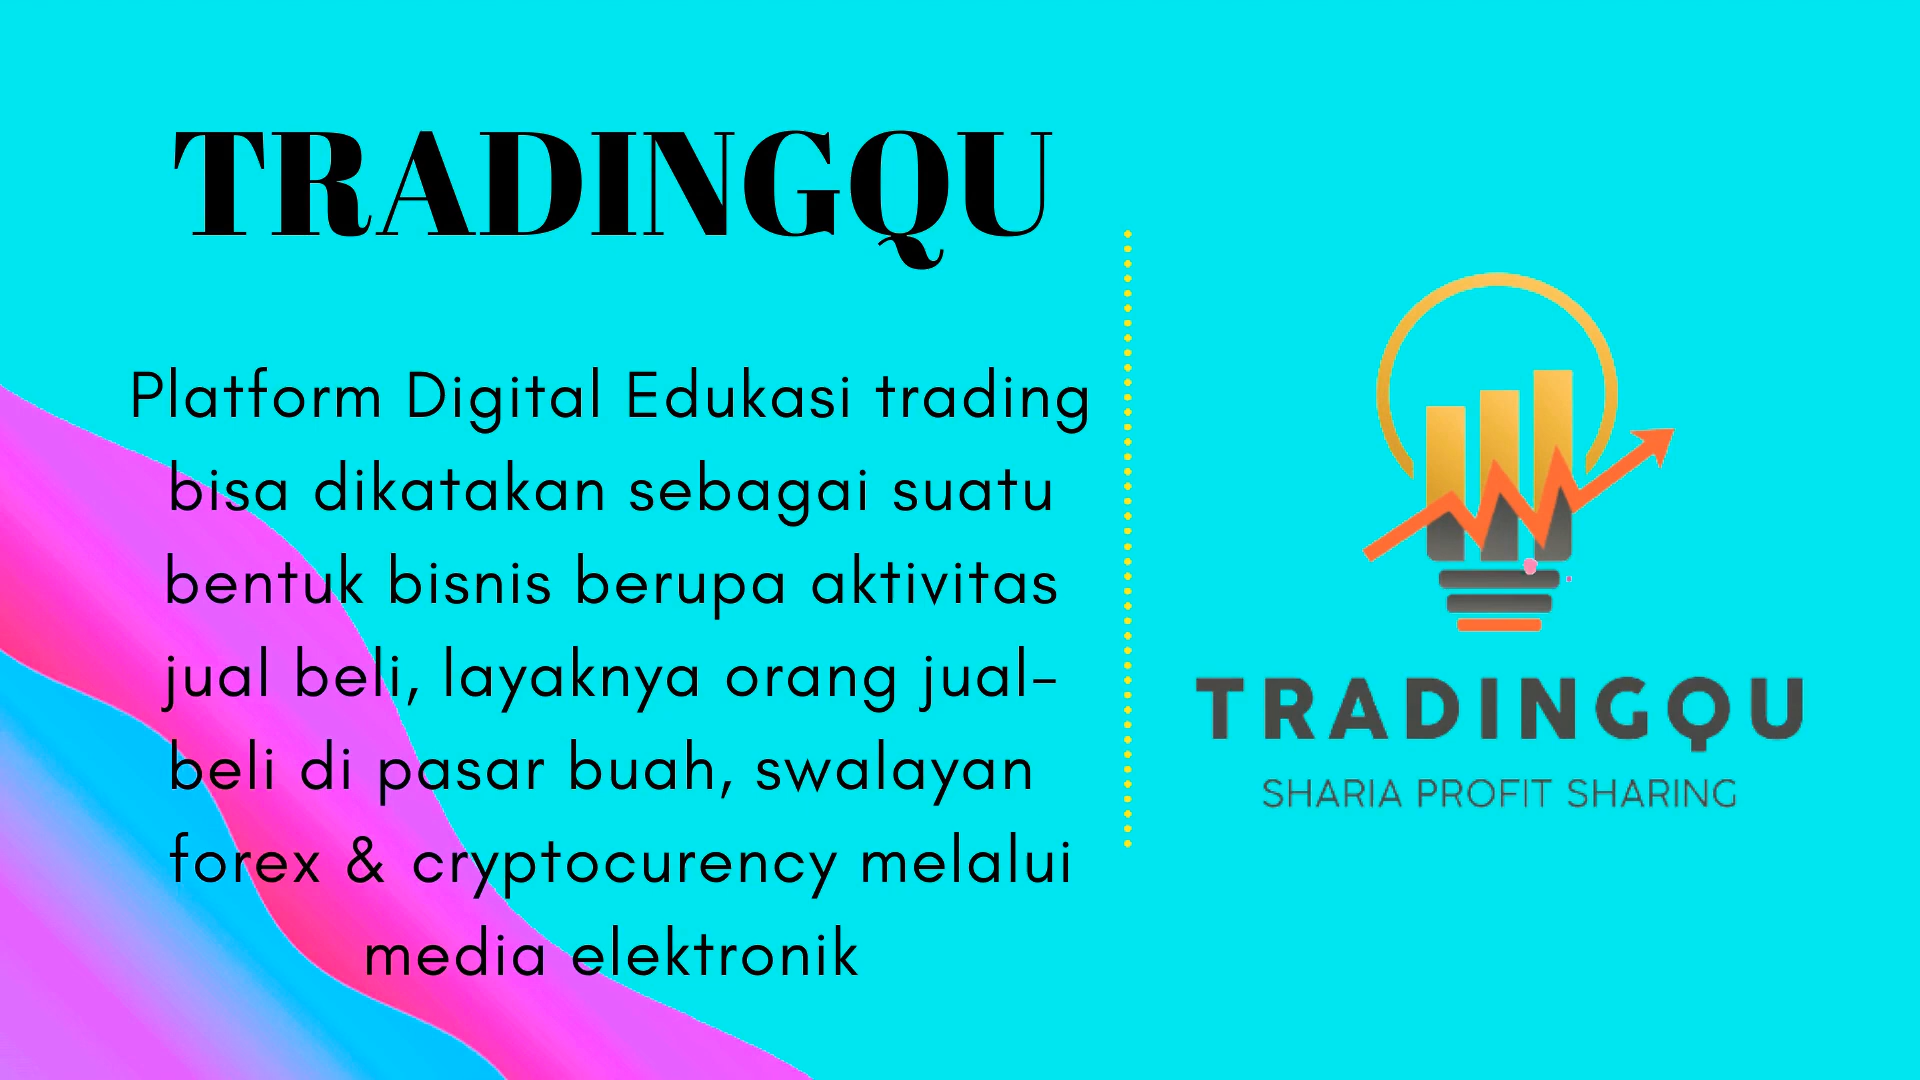 TRADINGQU
Platform Digital Edukasi trading
bisa dikatakan sebagai suatu
bentuk bisnis berupa aktivitas
jual beli, layaknya orang jual-
beli di pasar buah, swalayan
forex & cryptocurency melalui
media elektronik
TRADINGQU
SHARIA PROFIT SHARING